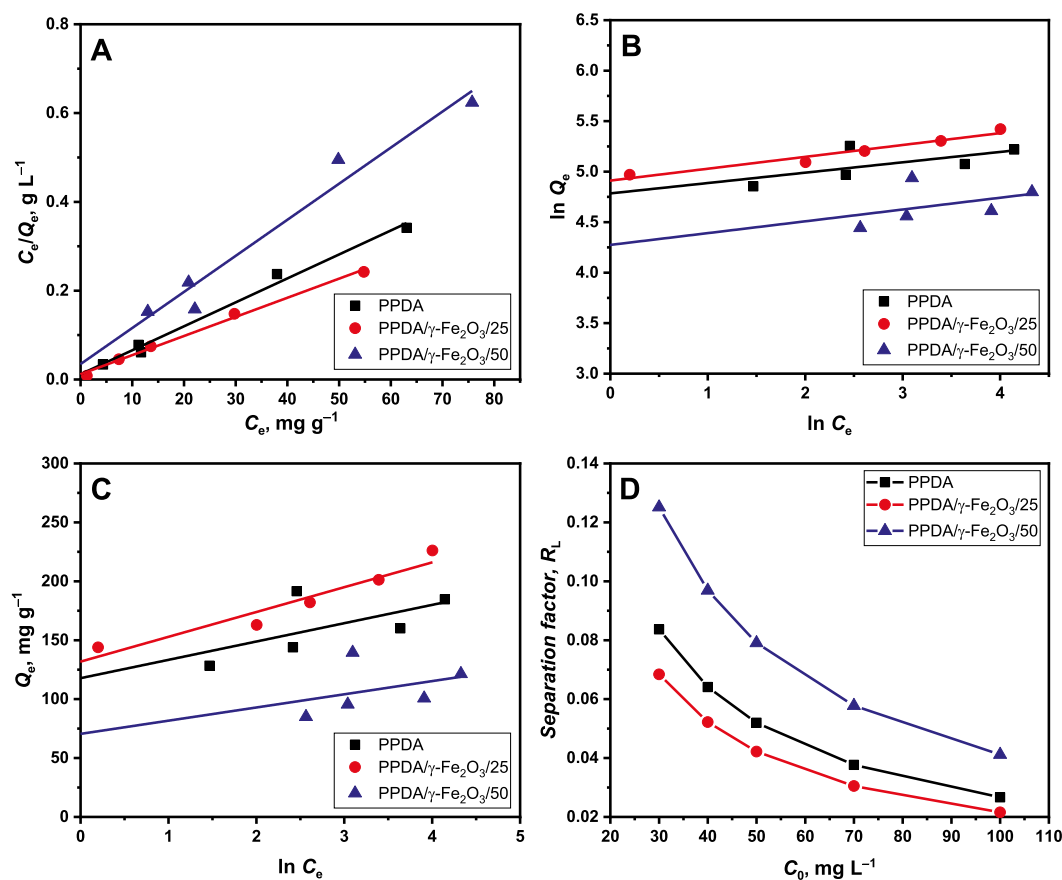 A
0.8
0.6
0.4
0.2
0.0
Cₑ/Qₑ, g L⁻¹
PPDA
PPDA/γ-Fe₂O₃/25
PPDA/γ-Fe₂O₃/50
0 10 20 30 40 50 60 70 80
Cₑ, mg g⁻¹
B
6.5
6.0
5.5
5.0
4.5
4.0
3.5
3.0
ln Qₑ
PPDA
PPDA/γ-Fe₂O₃/25
PPDA/γ-Fe₂O₃/50
1 2 3 4
ln Cₑ
C
300
250
200
150
100
50
0
Qₑ, mg g⁻¹
PPDA
PPDA/γ-Fe₂O₃/25
PPDA/γ-Fe₂O₃/50
0 1 2 3 4 5
ln Cₑ
D
0.14
0.12
0.10
0.08
0.06
0.04
0.02
Separation factor, R_L
PPDA
PPDA/γ-Fe₂O₃/25
PPDA/γ-Fe₂O₃/50
20 30 40 50 60 70 80 90 100 110
C₀, mg L⁻¹